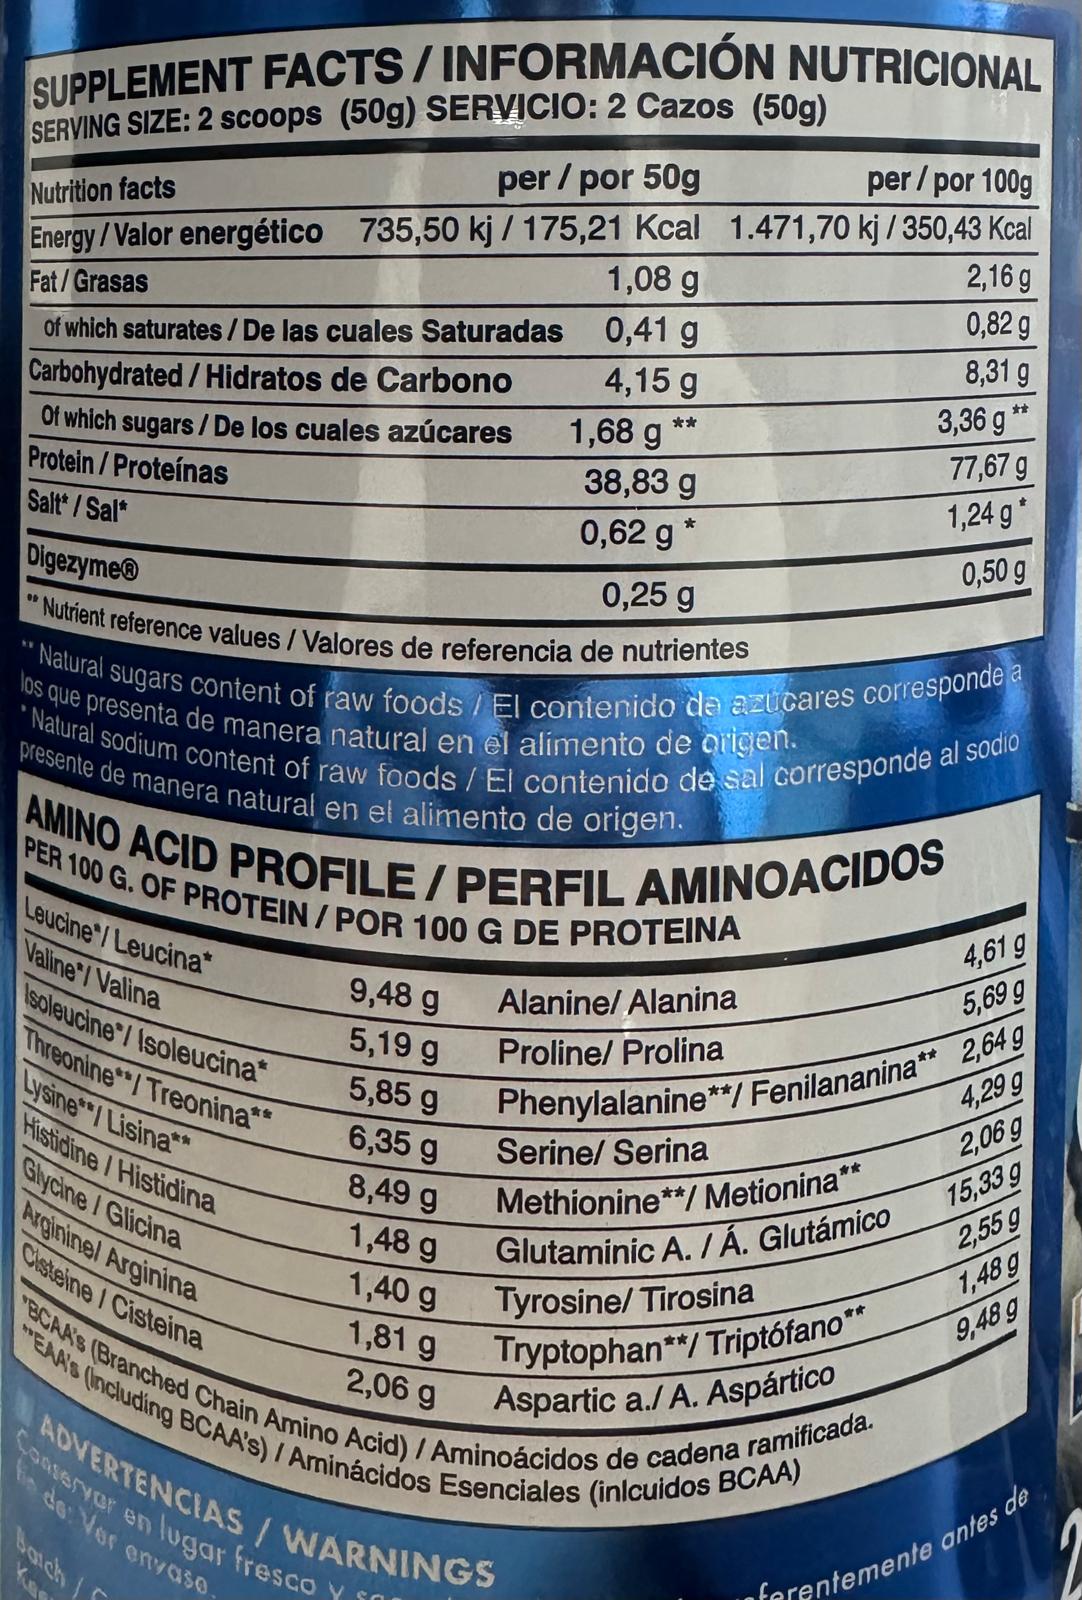 SUPPLEMENT FACTS / INFORMACIÓN NUTRICIONAL
SERVING SIZE: 2 scoops (50g) SERVICIO: 2 Cazos (50g)
Nutrition facts per / por 50g per / por 100g
Energy / Valor energético 735,50 kj / 175,21 Kcal 1.471,70 kj / 350,43 Kcal
Fat / Grasas 1,08 g 2,16 g
of which saturates / De las cuales Saturadas 0,41 g 0,82 g
Carbohydrated / Hidratos de Carbono 4,15 g 8,31 g
Of which sugars / De los cuales azúcares 1,68 g ** 3,36 g **
Protein / Proteínas 38,83 g 77,67 g
Salt* / Sal* 0,62 g * 1,24 g *
Digezyme® 0,25 g 0,50 g
** Nutrient reference values / Valores de referencia de nutrientes
** Natural sugars content of raw foods / El contenido de azúcares corresponde a
los que presenta de manera natural en el alimento de origen.
* Natural sodium content of raw foods / El contenido de sal corresponde al sodio
presente de manera natural en el alimento de origen.
AMINO ACID PROFILE / PERFIL AMINOACIDOS
PER 100 G. OF PROTEIN / POR 100 G DE PROTEINA
Leucine*/ Leucina* 9,48 g Alanine/ Alanina 4,61 g
Valine*/ Valina 5,19 g Proline/ Prolina 5,69 g
Isoleucine*/ Isoleucina* 5,85 g Phenylalanine**/ Fenilananina** 2,64 g
Threonine**/ Treonina** 6,35 g Serine/ Serina 4,29 g
Lysine**/ Lisina** 8,49 g Methionine**/ Metionina** 2,06 g
Histidine / Histidina 1,48 g Glutaminic A. / Á. Glutámico 15,33 g
Glycine / Glicina 1,40 g Tyrosine/ Tirosina 2,55 g
Arginine/ Arginina 1,81 g Tryptophan**/ Triptófano** 1,48 g
Cisteine / Cisteina 2,06 g Aspartic a./ A. Aspártico 9,48 g
*BCAA's (Branched Chain Amino Acid) / Aminoácidos de cadena ramificada.
**EAA's (Including BCAA's) / Aminácidos Esenciales (inlcuidos BCAA)
ADVERTENCIAS / WARNINGS
Conservar en lugar fresco y
ferentemente antes de
de: Ver envase.
Batch /